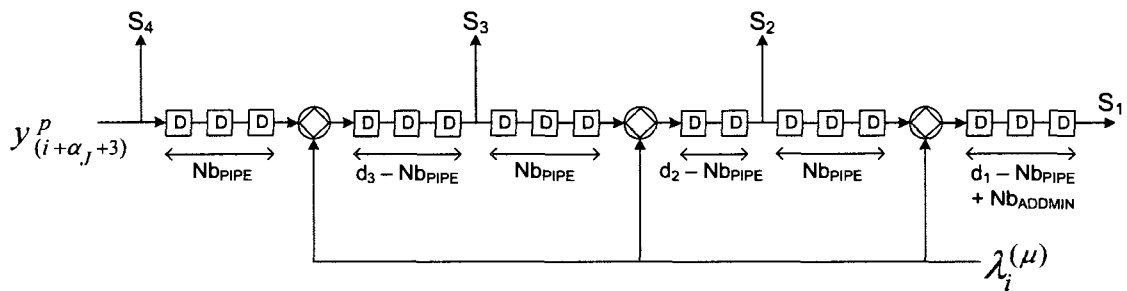 S₄ S₃ S₂
S₁
D D D D D D D D D D D D D D D D D
y^p_{(i+α_J+3)}
Nb_PIPE d₃ – Nb_PIPE Nb_PIPE d₂ – Nb_PIPE Nb_PIPE d₁ – Nb_PIPE
+ Nb_ADDMIN
λ_i^{(μ)}